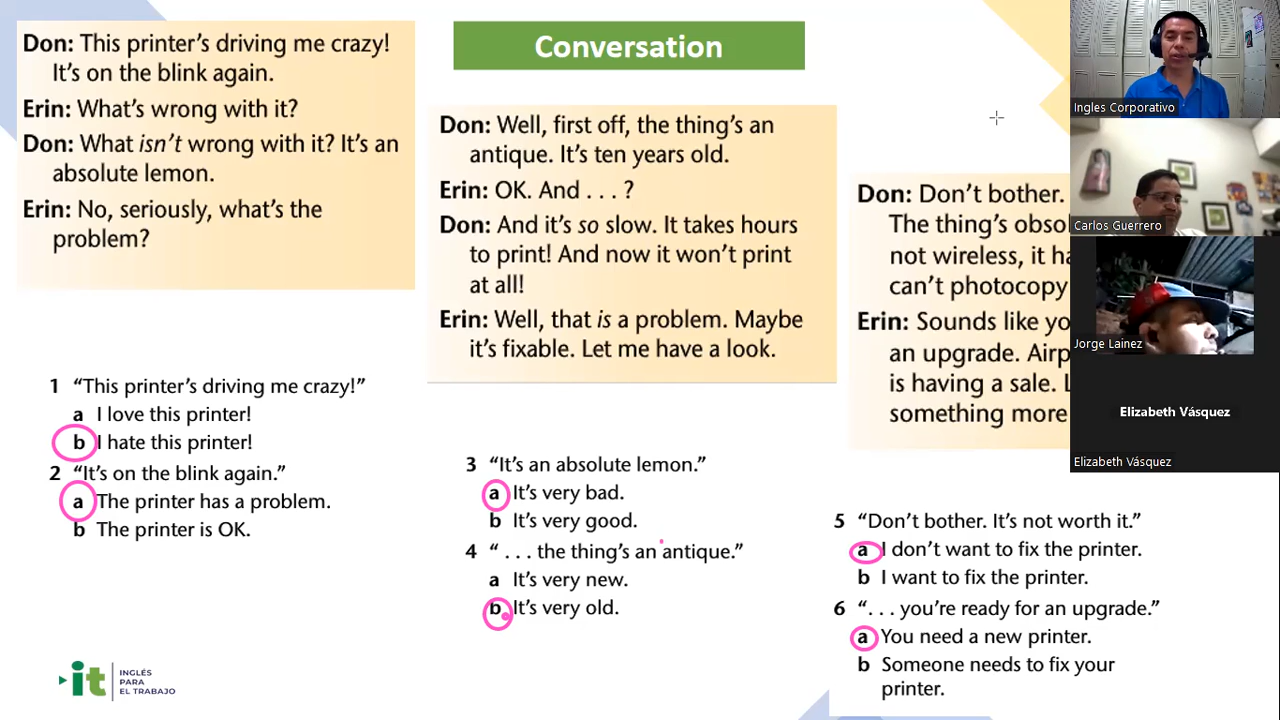 Conversation
Don: This printer's driving me crazy!
It's on the blink again.
Erin: What's wrong with it?
Don: What isn't wrong with it? It's an
absolute lemon.
Erin: No, seriously, what's the
problem?
Don: Well, first off, the thing's an
antique. It's ten years old.
Erin: OK. And . . . ?
Don: And it's so slow. It takes hours
to print! And now it won't print
at all!
Erin: Well, that is a problem. Maybe
it's fixable. Let me have a look.
Don: Don't bother.
The thing's
not wireless, it
can't photocopy
Erin: Sounds like
an upgrade.
is having a sale.
something more
1 “This printer's driving me crazy!”
a I love this printer!
b I hate this printer!
2 “It's on the blink again.”
a The printer has a problem.
b The printer is OK.
3 “It's an absolute lemon.”
a It's very bad.
b It's very good.
4 “ . . . the thing's an antique.”
a It's very new.
b It's very old.
5 “Don't bother. It's not worth it.”
a I don't want to fix the printer.
b I want to fix the printer.
6 “. . . you're ready for an upgrade.”
a You need a new printer.
b Someone needs to fix your
printer.
it
INGLÉS
PARA
EL TRABAJO
Ingles Corporativo
Carlos Guerrero
Jorge Lainez
Elizabeth Vásquez
Elizabeth Vásquez